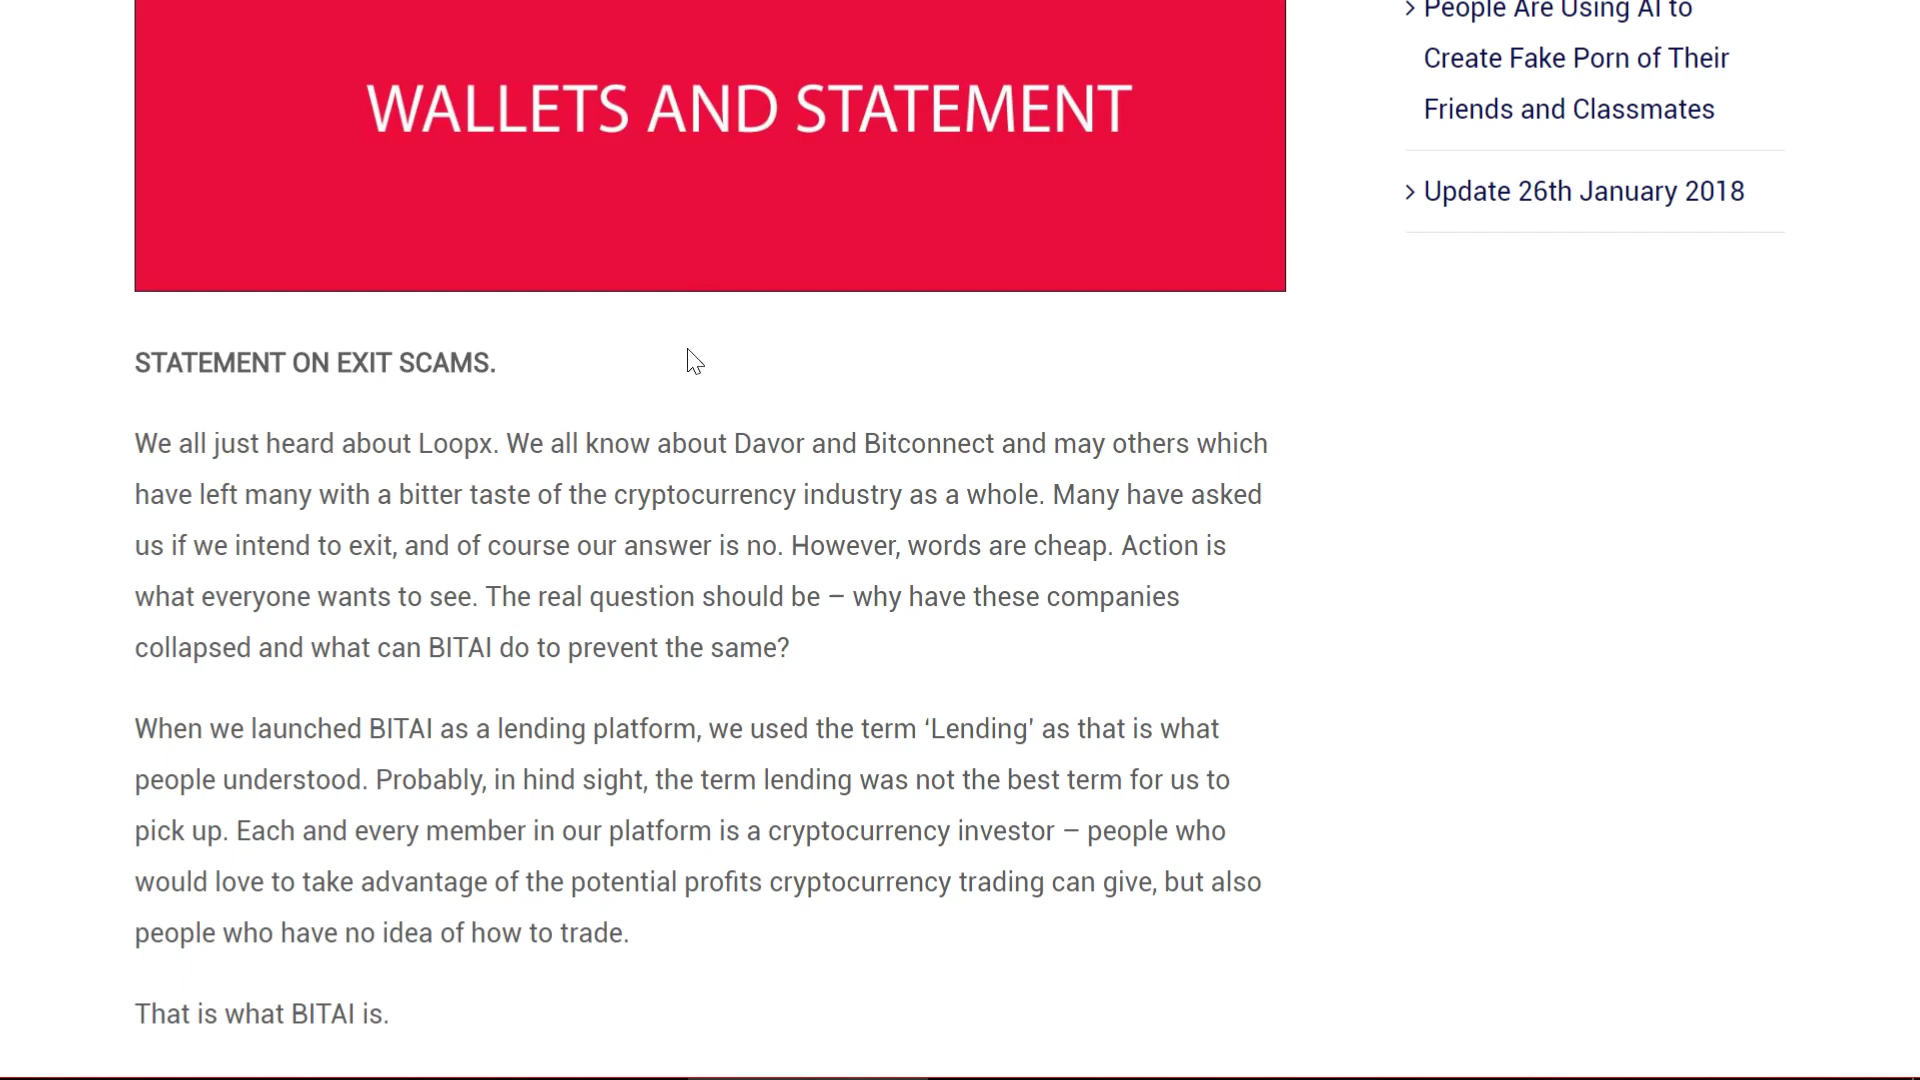 WALLETS AND STATEMENT
STATEMENT ON EXIT SCAMS.
We all just heard about Loopx. We all know about Davor and Bitconnect and may others which
have left many with a bitter taste of the cryptocurrency industry as a whole. Many have asked
us if we intend to exit, and of course our answer is no. However, words are cheap. Action is
what everyone wants to see. The real question should be – why have these companies
collapsed and what can BITAI do to prevent the same?
When we launched BITAI as a lending platform, we used the term ‘Lending’ as that is what
people understood. Probably, in hind sight, the term lending was not the best term for us to
pick up. Each and every member in our platform is a cryptocurrency investor – people who
would love to take advantage of the potential profits cryptocurrency trading can give, but also
people who have no idea of how to trade.
That is what BITAI is.
People Are Using AI to
Create Fake Porn of Their
Friends and Classmates
Update 26th January 2018